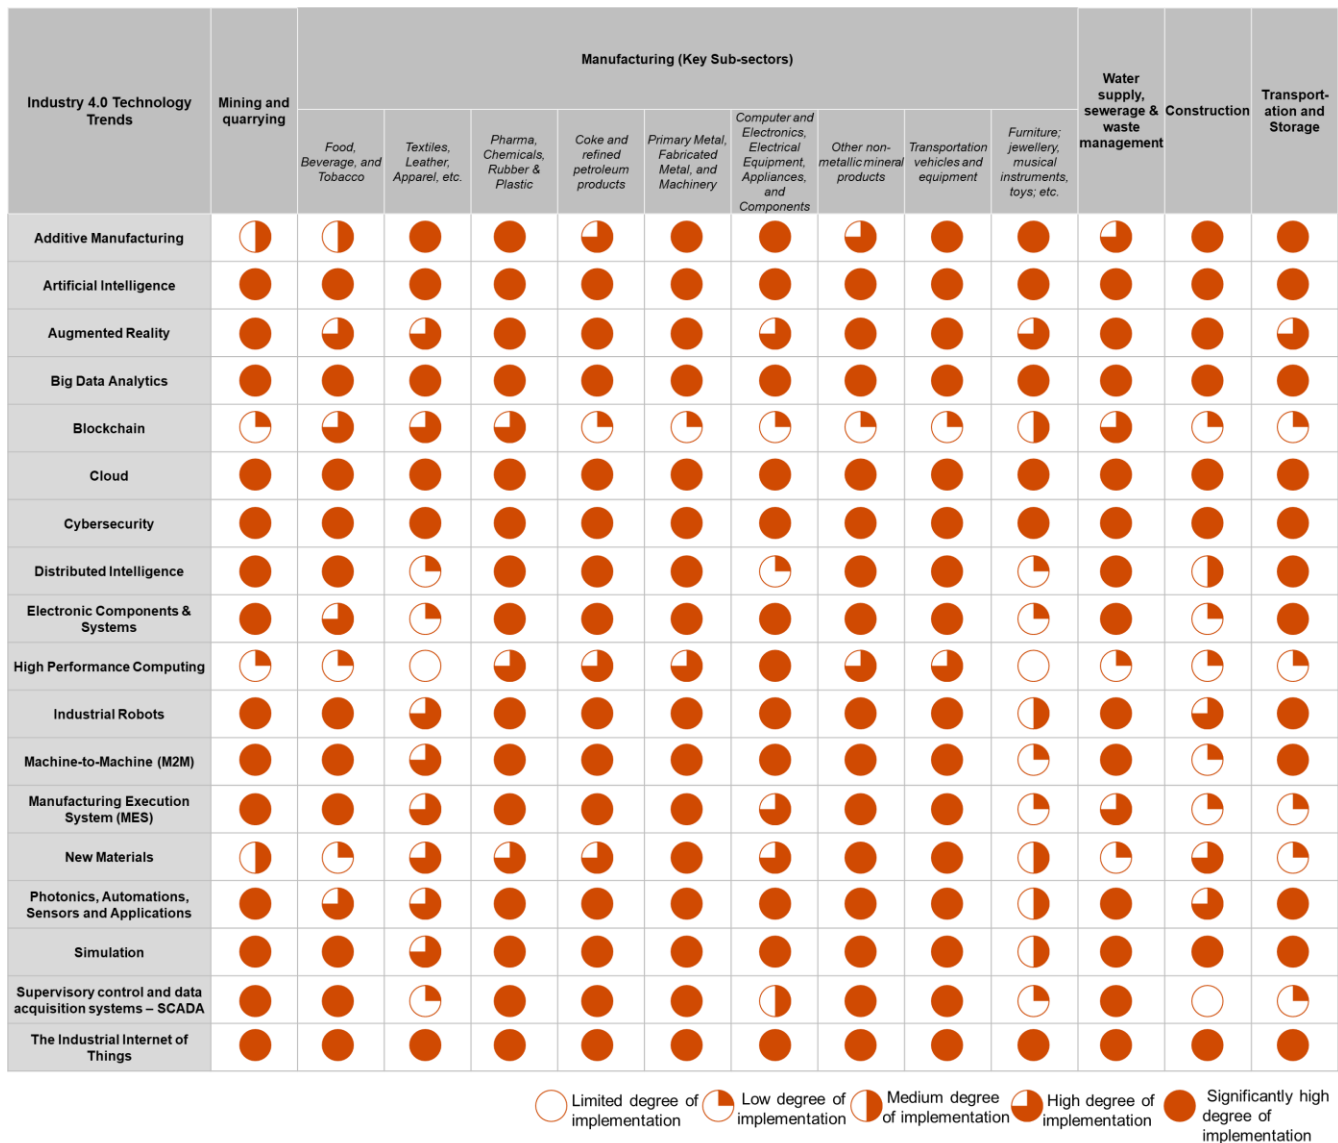 Industry 4.0 Technology
Trends
Mining and
quarrying
Manufacturing (Key Sub-sectors)
Water
supply,
sewerage &
waste
management
Construction
Transport-
ation and
Storage
Food,
Beverage, and
Tobacco
Textiles,
Leather,
Apparel, etc.
Pharma,
Chemicals,
Rubber &
Plastic
Coke and
refined
petroleum
products
Primary Metal,
Fabricated
Metal, and
Machinery
Computer and
Electronics,
Electrical
Equipment,
Appliances,
and
Components
Other non-
metallic mineral
products
Transportation
vehicles and
equipment
Furniture;
jewellery,
musical
instruments,
toys; etc.
Additive Manufacturing
Artificial Intelligence
Augmented Reality
Big Data Analytics
Blockchain
Cloud
Cybersecurity
Distributed Intelligence
Electronic Components &
Systems
High Performance Computing
Industrial Robots
Machine-to-Machine (M2M)
Manufacturing Execution
System (MES)
New Materials
Photonics, Automations,
Sensors and Applications
Simulation
Supervisory control and data
acquisition systems – SCADA
The Industrial Internet of
Things
Limited degree of
implementation
Low degree of
implementation
Medium degree
of implementation
High degree of
implementation
Significantly high
degree of
implementation